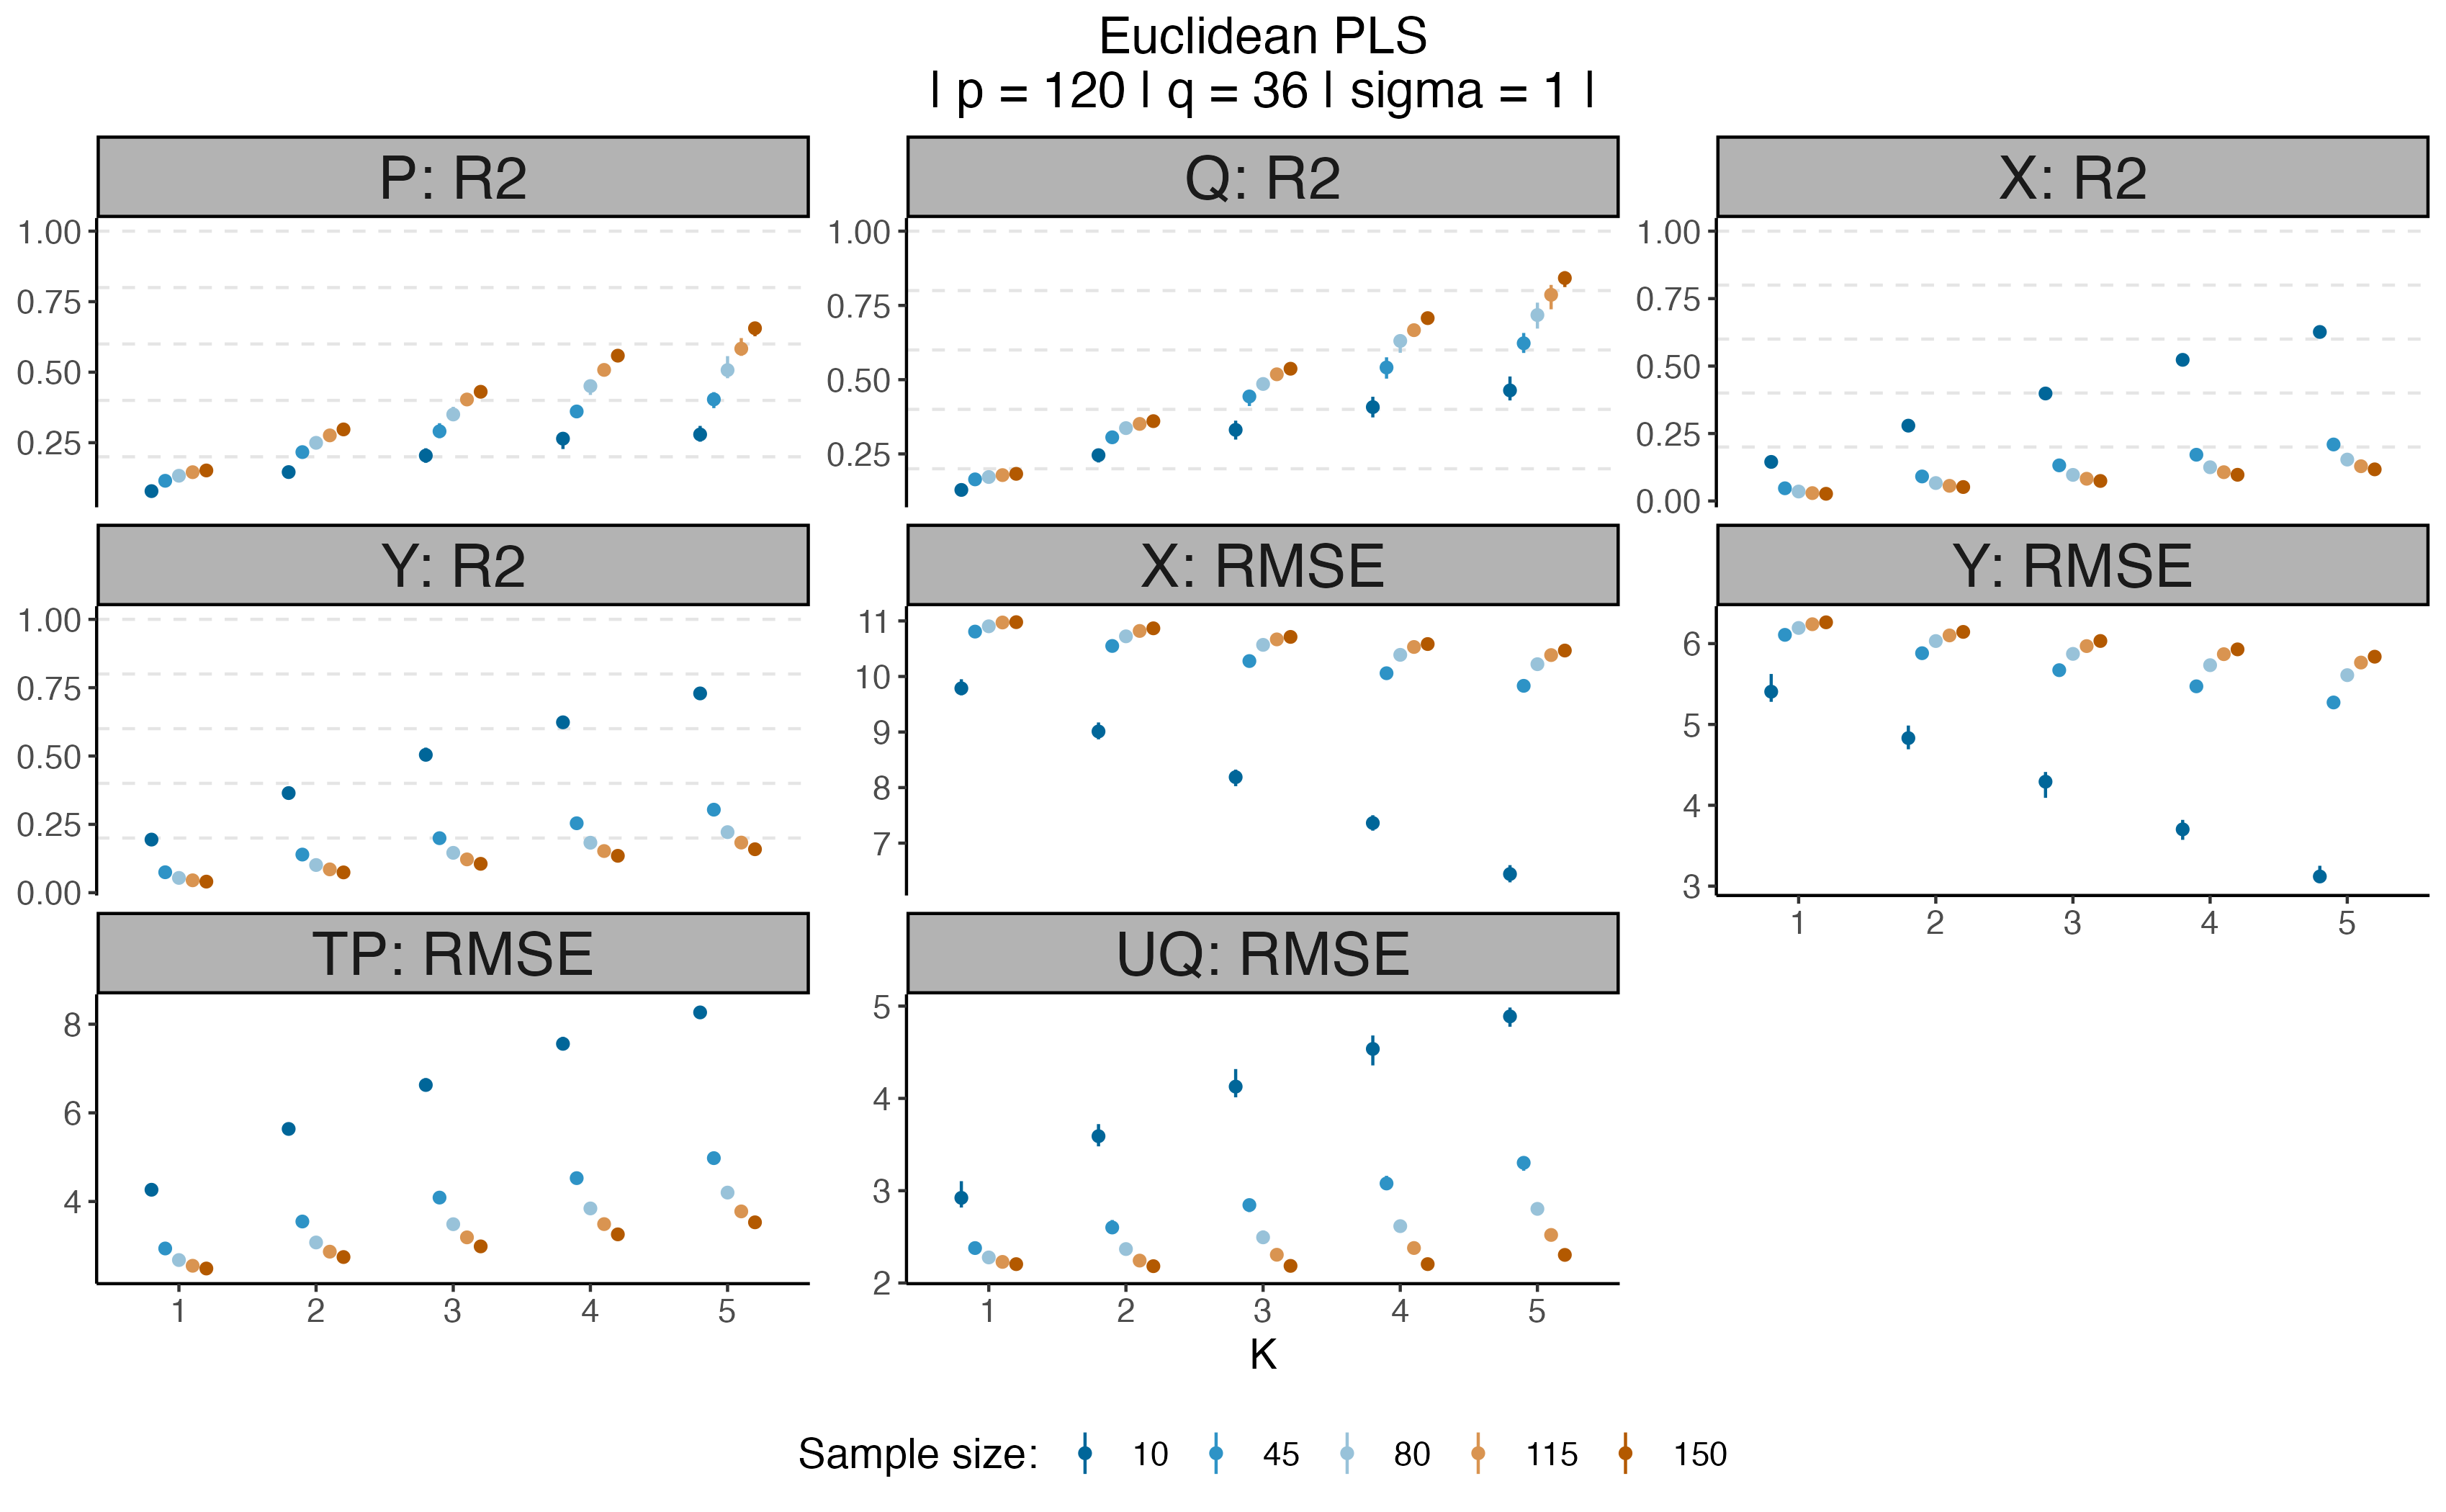 Euclidean PLS
| p = 120 | q = 36 | sigma = 1 |
P: R2
Q: R2
X: R2
1.00
0.75
0.50
0.25
1.00
0.75
0.50
0.25
1.00
0.75
0.50
0.25
0.00
Y: R2
X: RMSE
Y: RMSE
1.00
0.75
0.50
0.25
0.00
11
10
9
8
7
6
5
4
3
1 2 3 4 5
TP: RMSE
UQ: RMSE
8
6
4
5
4
3
2
1 2 3 4 5
1 2 3 4 5
K
Sample size: 10 45 80 115 150